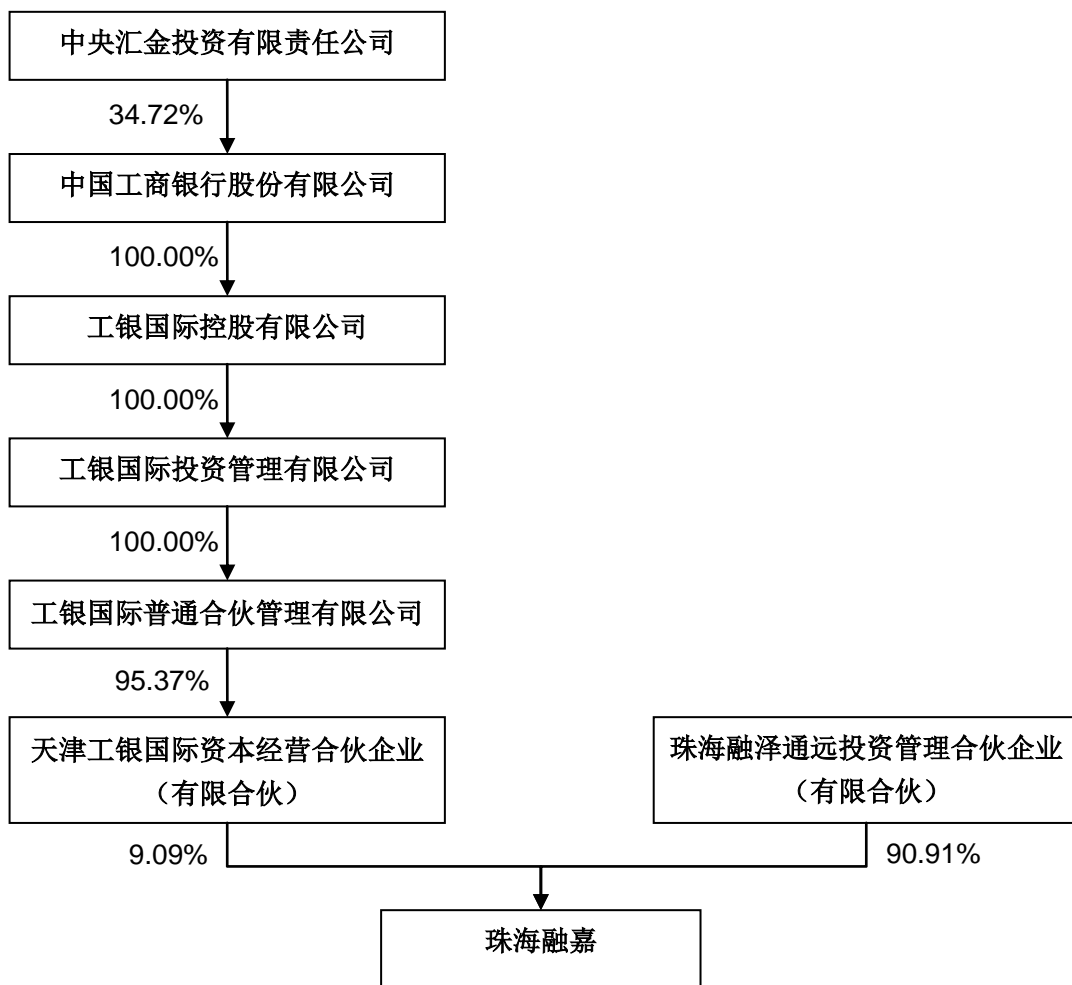 中央汇金投资有限责任公司
34.72%
中国工商银行股份有限公司
100.00%
工银国际控股有限公司
100.00%
工银国际投资管理有限公司
100.00%
工银国际普通合伙管理有限公司
95.37%
天津工银国际资本经营合伙企业
（有限合伙）
珠海融泽通远投资管理合伙企业
（有限合伙）
9.09%
90.91%
珠海融嘉